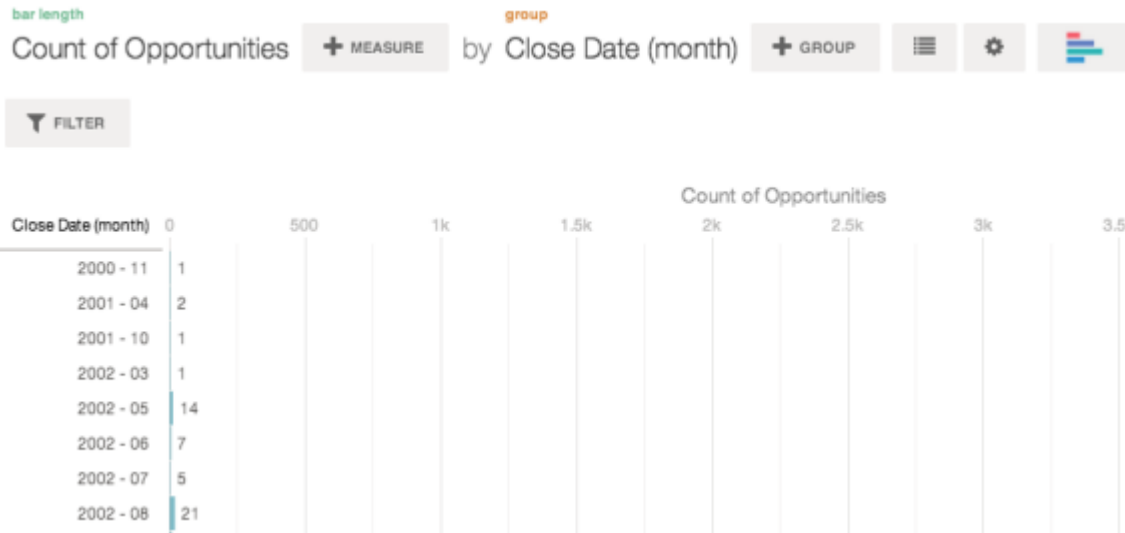 bar length group
Count of Opportunities + MEASURE by Close Date (month) + GROUP
FILTER
Count of Opportunities
Close Date (month) 0 500 1k 1.5k 2k 2.5k 3k 3.5
2000 - 11 1
2001 - 04 2
2001 - 10 1
2002 - 03 1
2002 - 05 14
2002 - 06 7
2002 - 07 5
2002 - 08 21